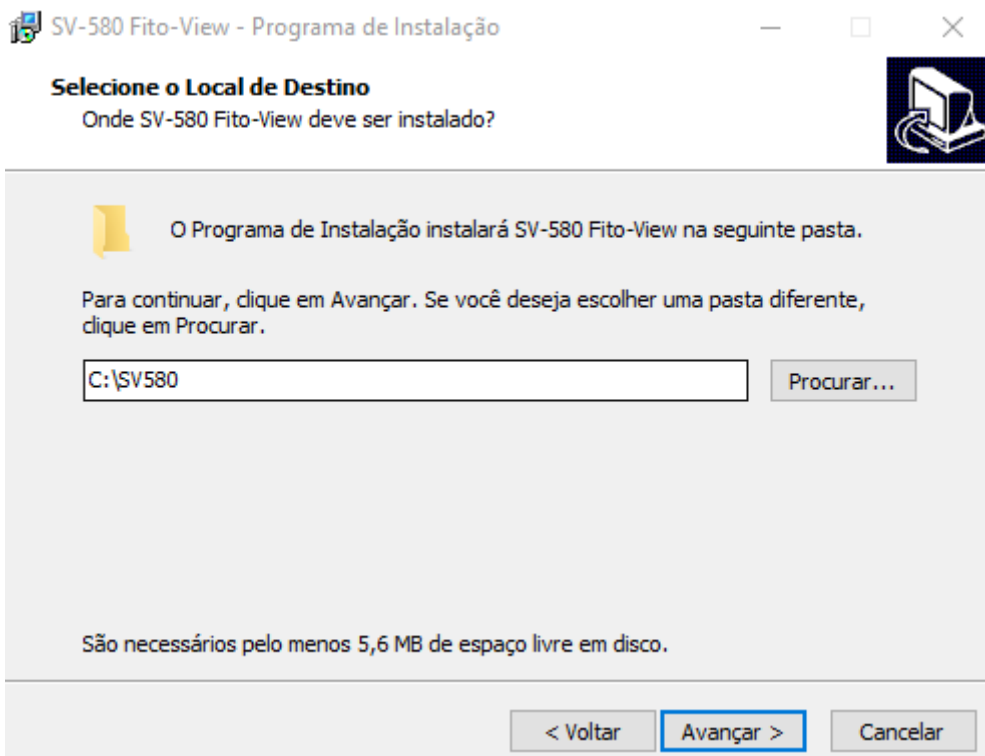 SV-580 Fito-View - Programa de Instalação
Selecione o Local de Destino
Onde SV-580 Fito-View deve ser instalado?
O Programa de Instalação instalará SV-580 Fito-View na seguinte pasta.
Para continuar, clique em Avançar. Se você deseja escolher uma pasta diferente,
clique em Procurar.
C:\SV580
Procurar...
São necessários pelo menos 5,6 MB de espaço livre em disco.
< Voltar
Avançar >
Cancelar